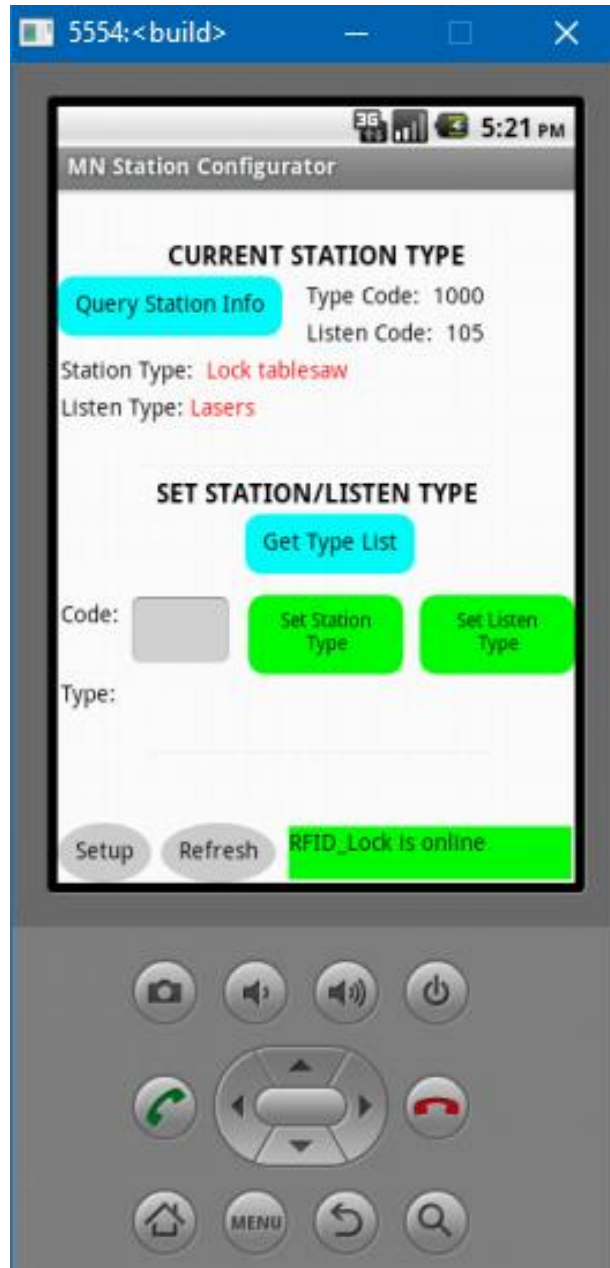 5554:<build>
3G
5:21 PM
MN Station Configurator
CURRENT STATION TYPE
Query Station Info
Type Code: 1000
Listen Code: 105
Station Type: Lock tablesaw
Listen Type: Lasers
SET STATION/LISTEN TYPE
Get Type List
Code:
Set Station
Type
Set Listen
Type
Type:
Setup
Refresh
RFID_Lock is online
MENU